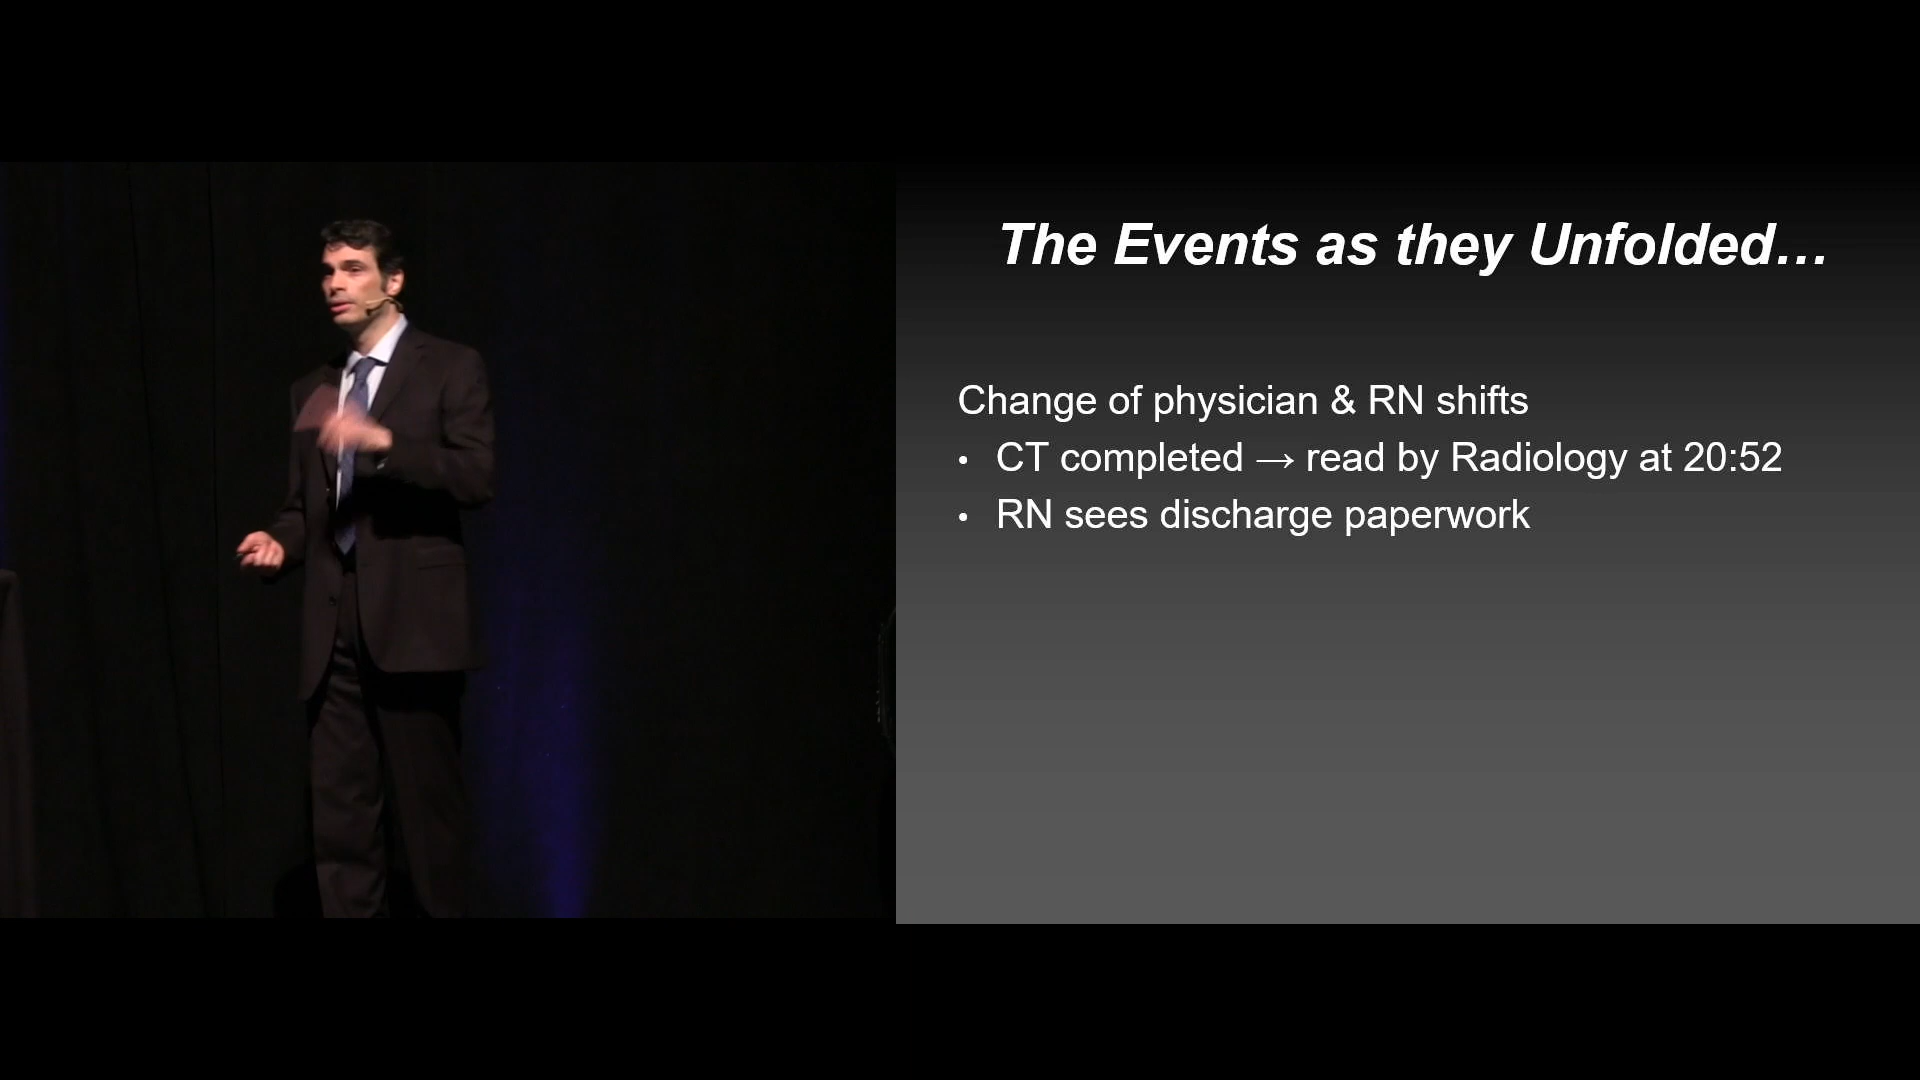 The Events as they Unfolded…
Change of physician & RN shifts
• CT completed → read by Radiology at 20:52
• RN sees discharge paperwork